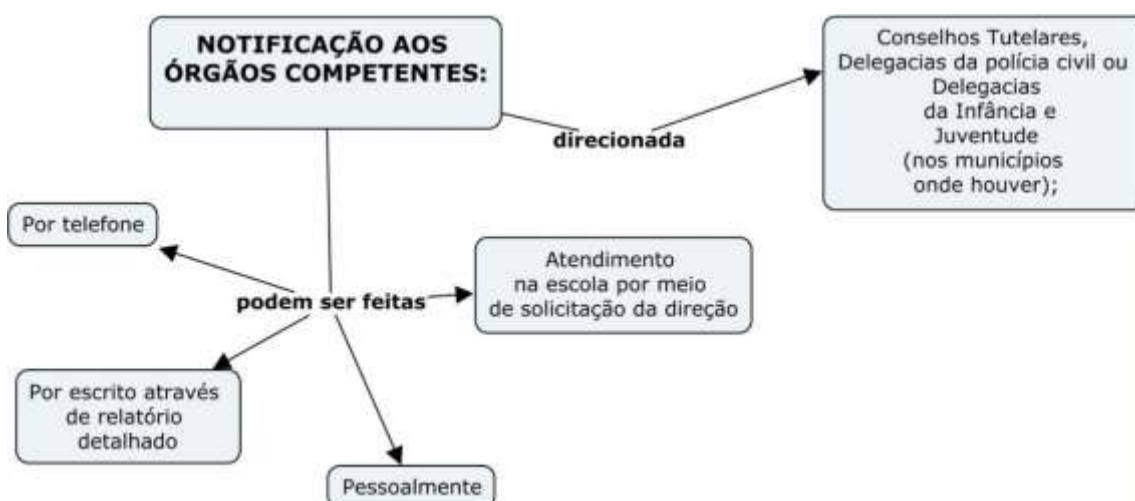 NOTIFICAÇÃO AOS
ÓRGÃOS COMPETENTES:
direcionada
Conselhos Tutelares,
Delegacias da polícia civil ou
Delegacias
da Infância e
Juventude
(nos municípios
onde houver);
podem ser feitas
Por telefone
Atendimento
na escola por meio
de solicitação da direção
Por escrito através
de relatório
detalhado
Pessoalmente